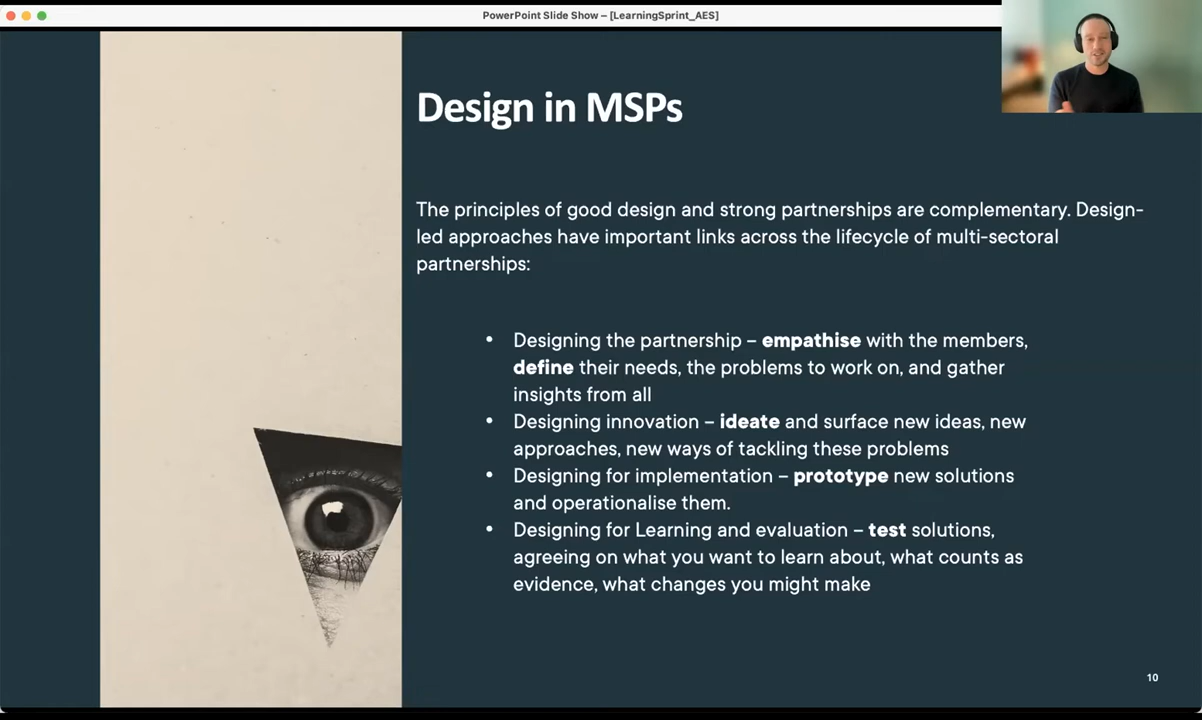 PowerPoint Slide Show – [LearningSprint_AES]
Design in MSPs
The principles of good design and strong partnerships are complementary. Design-
led approaches have important links across the lifecycle of multi-sectoral
partnerships:
• Designing the partnership – empathise with the members,
define their needs, the problems to work on, and gather
insights from all
• Designing innovation – ideate and surface new ideas, new
approaches, new ways of tackling these problems
• Designing for implementation – prototype new solutions
and operationalise them.
• Designing for Learning and evaluation – test solutions,
agreeing on what you want to learn about, what counts as
evidence, what changes you might make
10